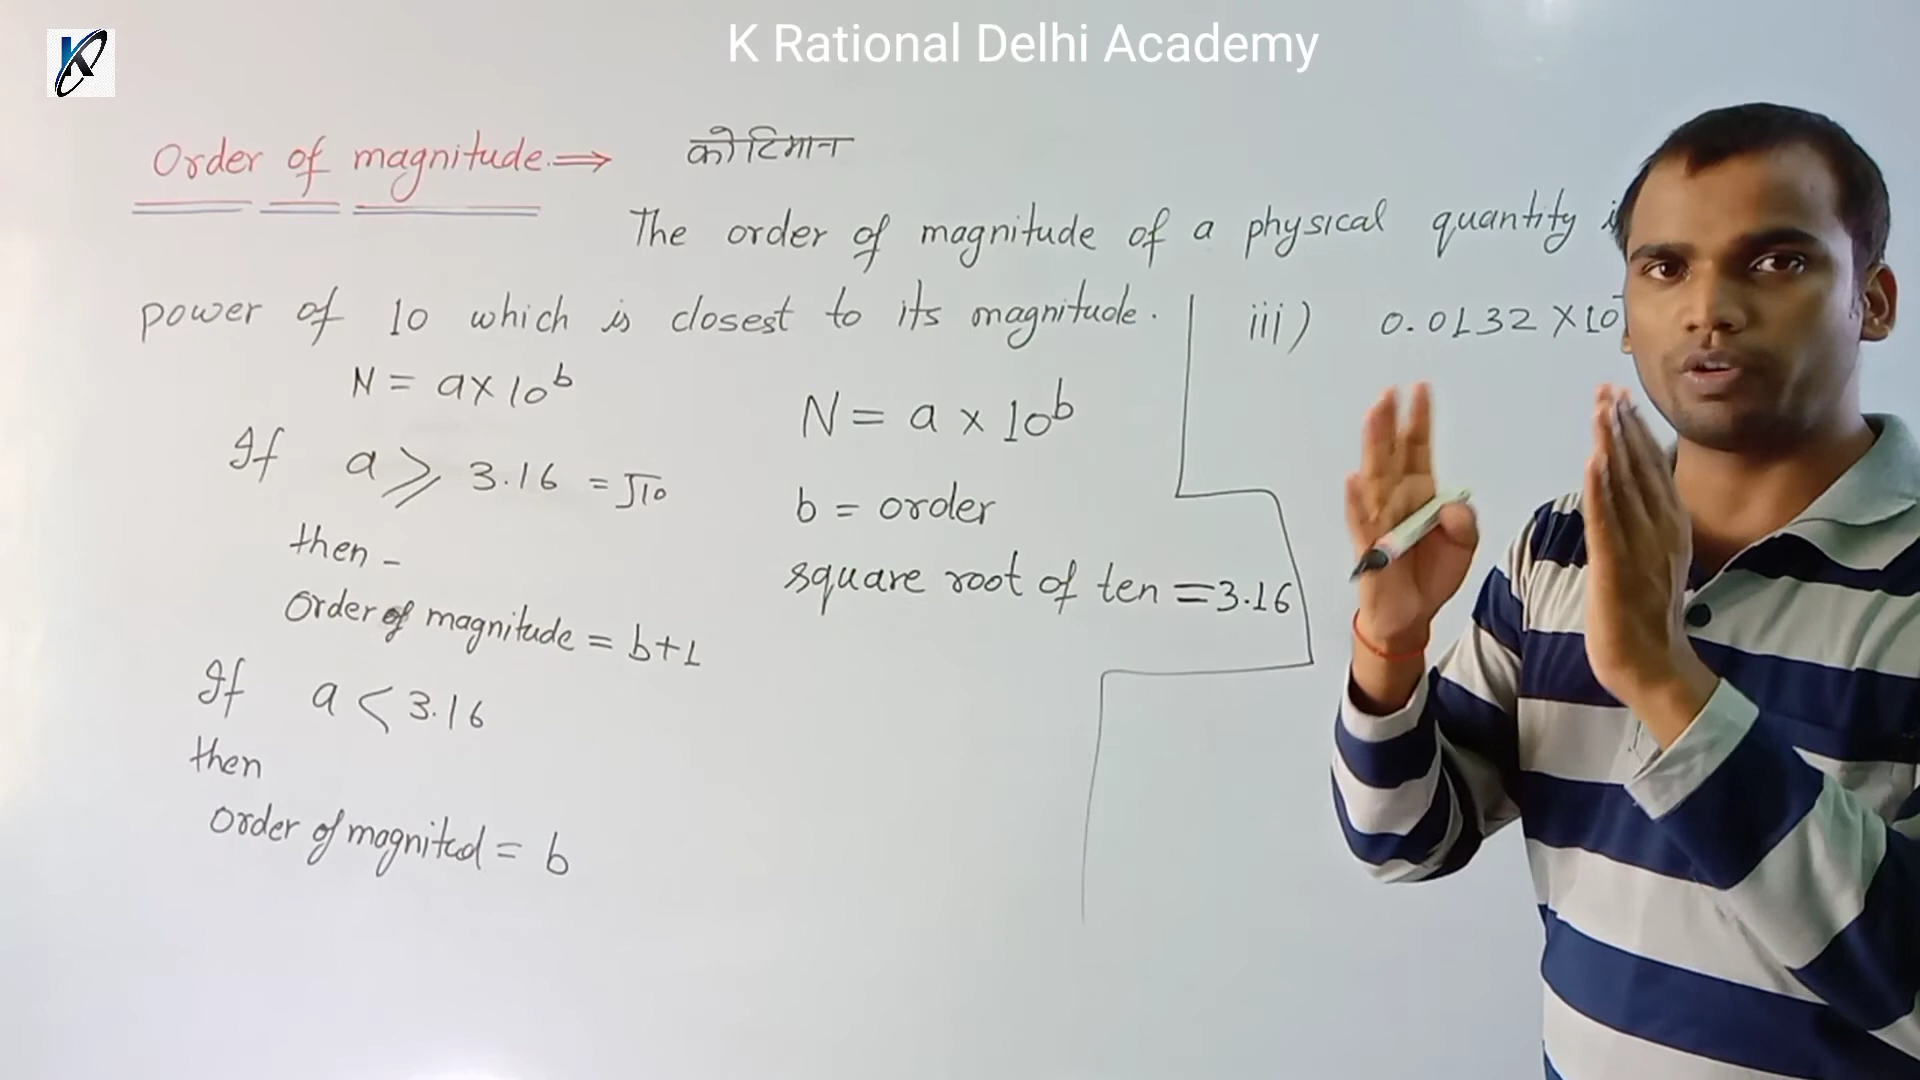 K Rational Delhi Academy
Order of magnitude ⇒ कोटिमान
The order of magnitude of a physical quantity
power of 10 which is closest to its magnitude.
N = a × 10^b
If a ⩾ 3.16 = √10
then -
Order of magnitude = b+1
If a < 3.16
then
Order of magnitud = b
N = a × 10^b
b = order
square root of ten = 3.16
iii) 0.0132 × 10